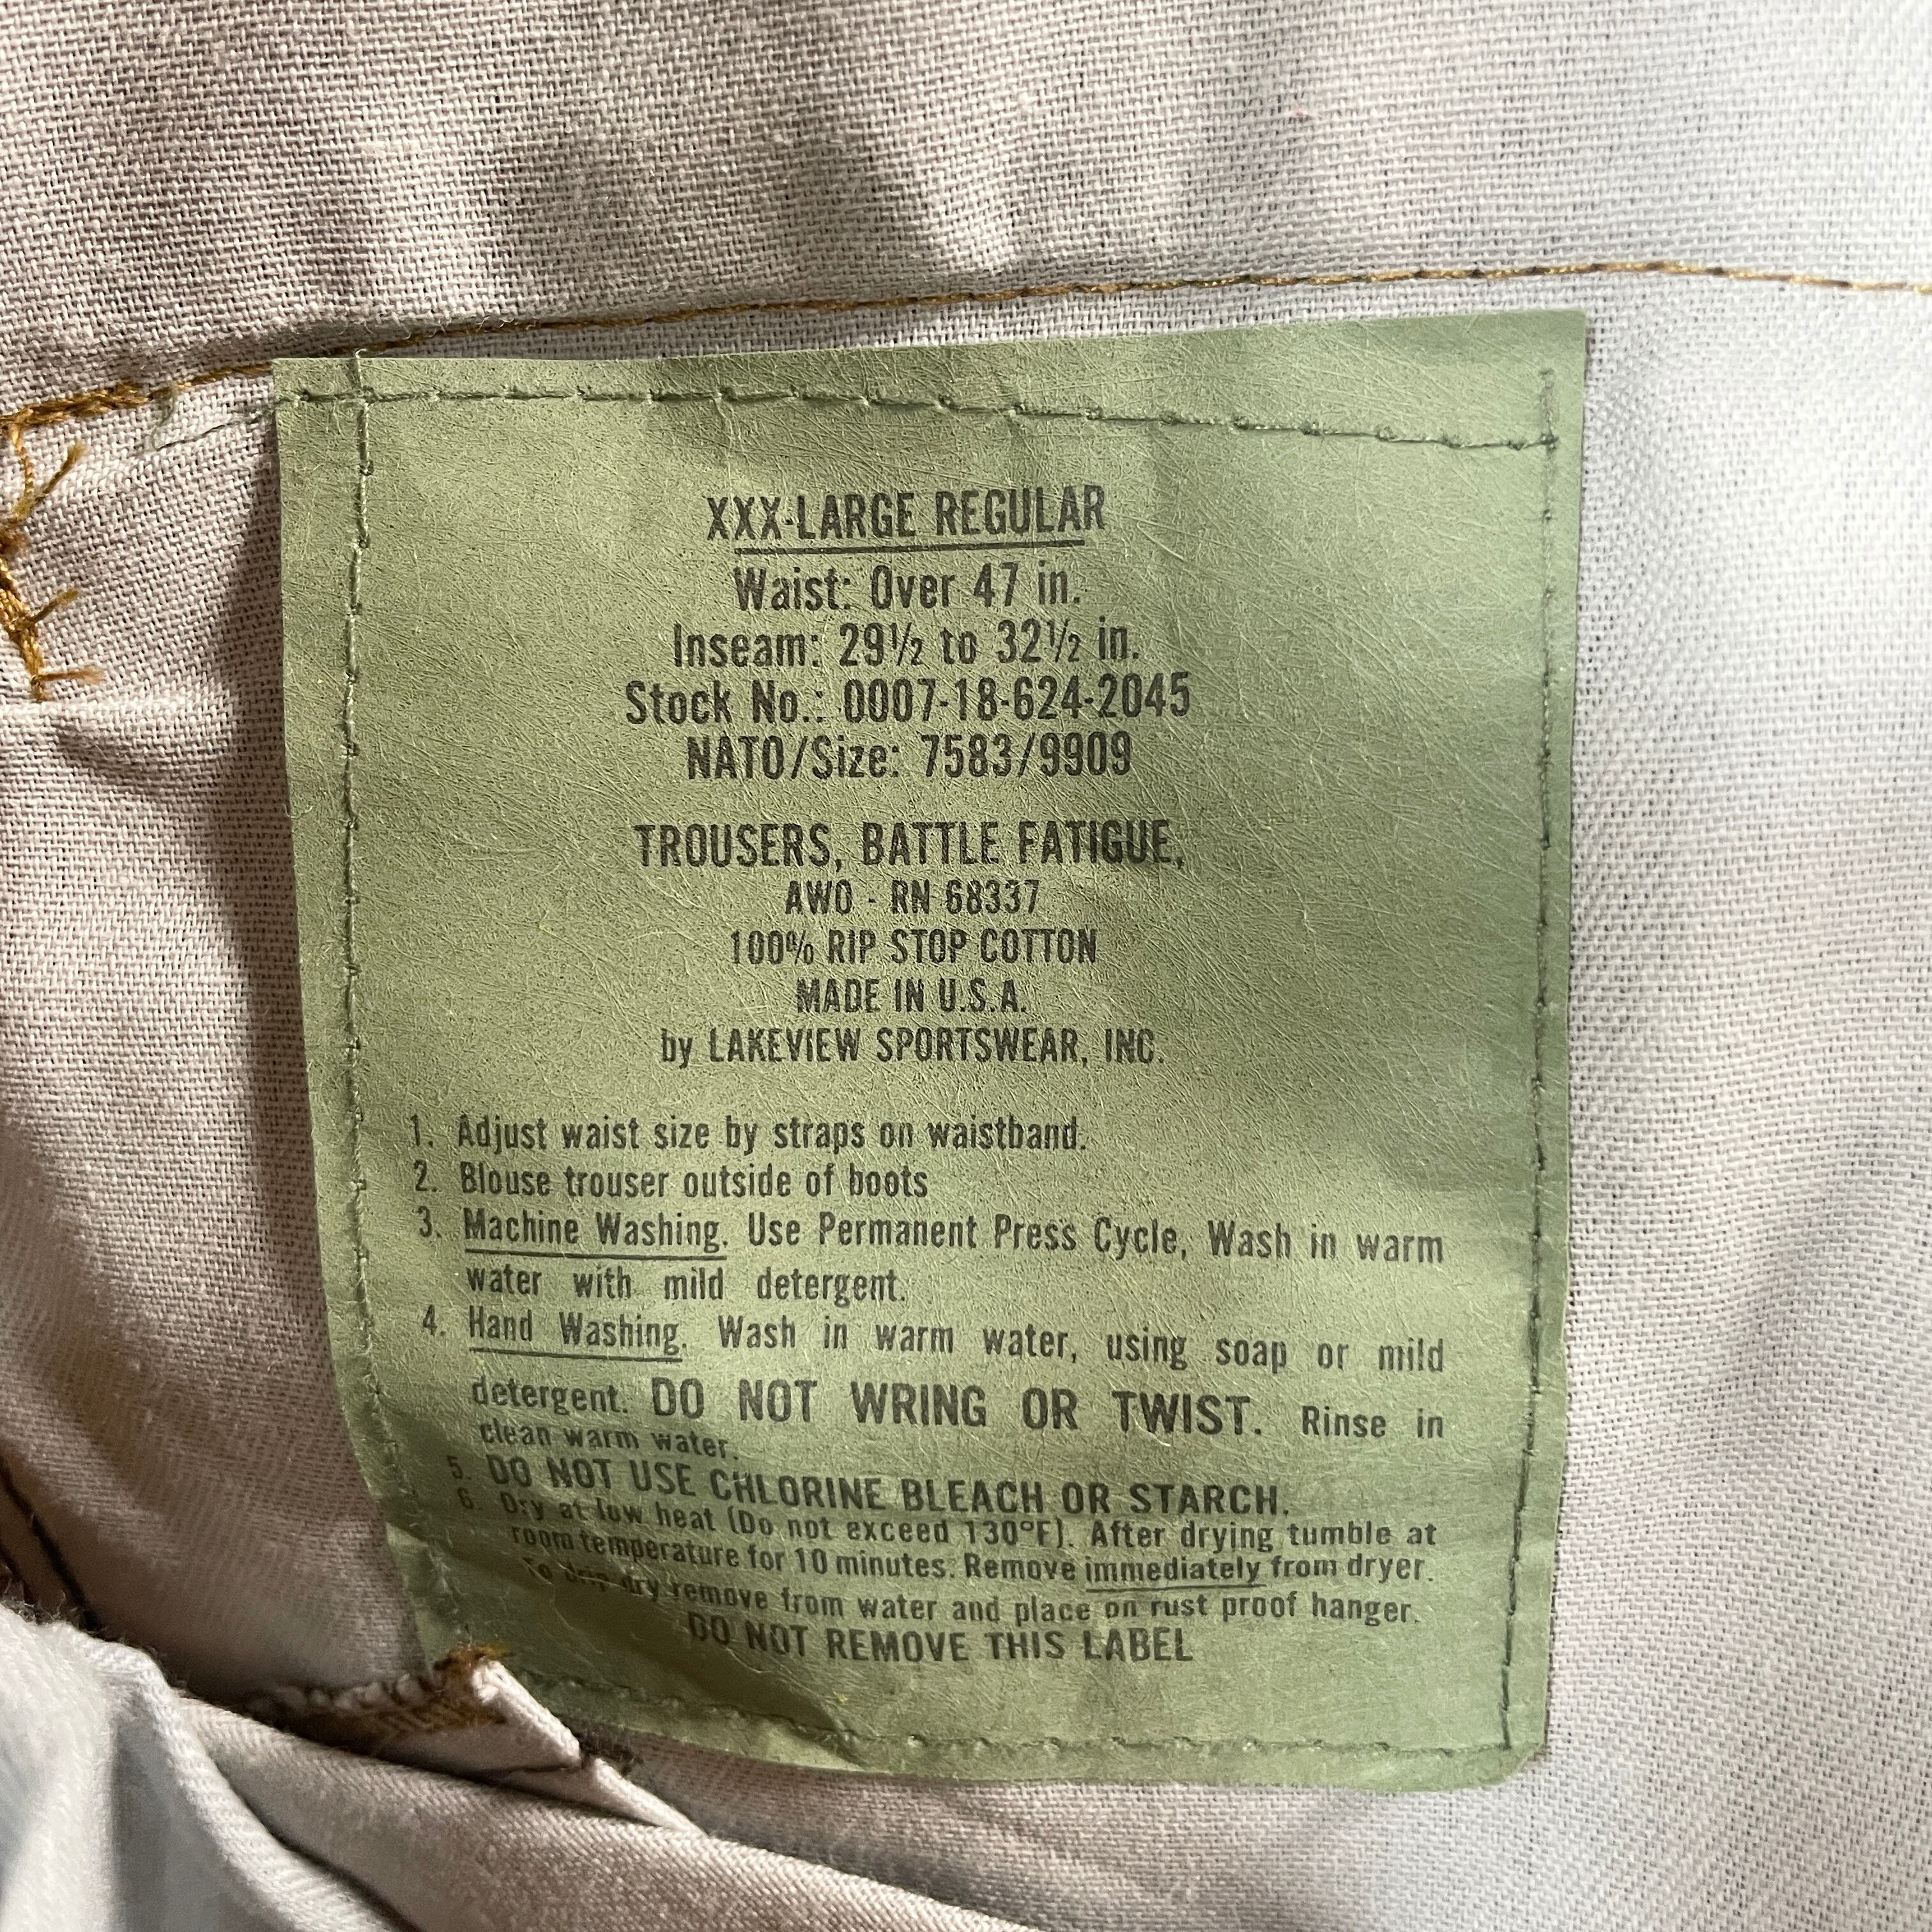 XXX-LARGE REGULAR
Waist: Over 47 in.
Inseam: 29½ to 32½ in.
Stock No.: 0007-18-624-2045
NATO/Size: 7583/9909
TROUSERS, BATTLE FATIGUE,
AWO - RN 68337
100% RIP STOP COTTON
MADE IN U.S.A.
by LAKEVIEW SPORTSWEAR, INC.
1. Adjust waist size by straps on waistband.
2. Blouse trouser outside of boots
3. Machine Washing. Use Permanent Press Cycle, Wash in warm
water with mild detergent.
4. Hand Washing. Wash in warm water, using soap or mild
detergent. DO NOT WRING OR TWIST. Rinse in
clean warm water.
5. DO NOT USE CHLORINE BLEACH OR STARCH.
6. Dry at low heat (Do not exceed 130°F). After drying tumble at
room temperature for 10 minutes. Remove immediately from dryer.
To drip dry remove from water and place on rust proof hanger.
DO NOT REMOVE THIS LABEL